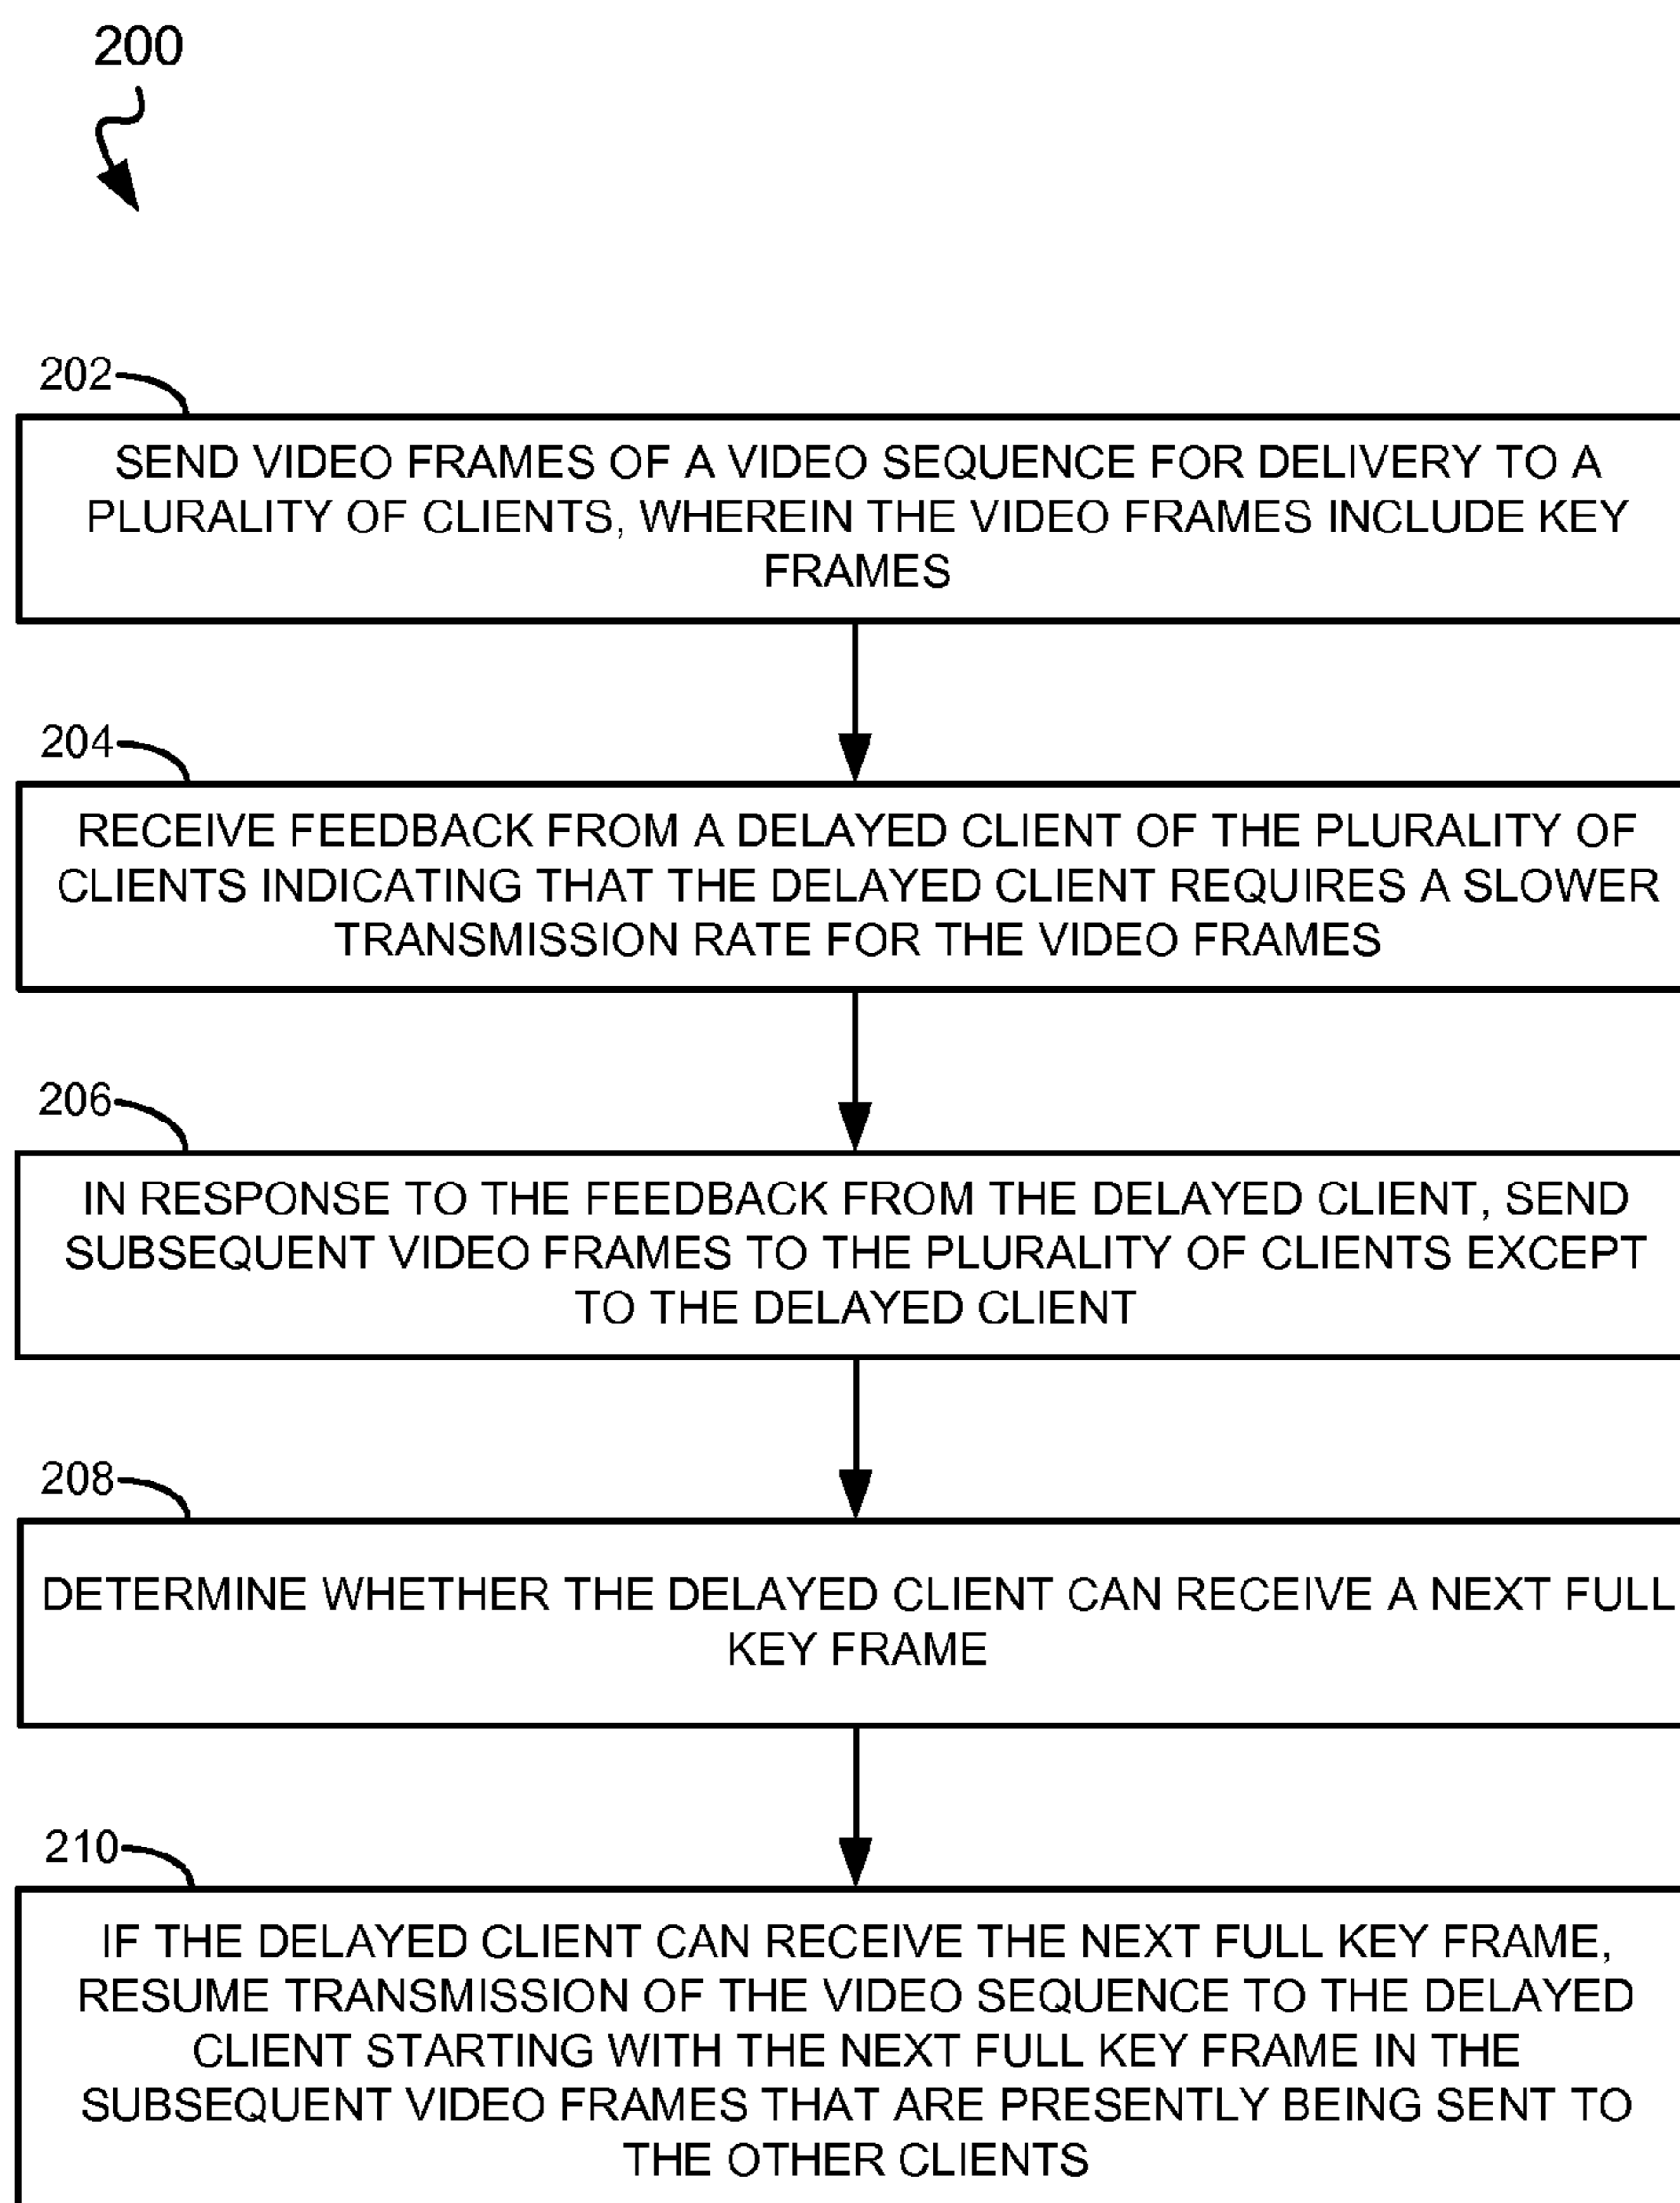 200
202
SEND VIDEO FRAMES OF A VIDEO SEQUENCE FOR DELIVERY TO A
PLURALITY OF CLIENTS, WHEREIN THE VIDEO FRAMES INCLUDE KEY
FRAMES
204
RECEIVE FEEDBACK FROM A DELAYED CLIENT OF THE PLURALITY OF
CLIENTS INDICATING THAT THE DELAYED CLIENT REQUIRES A SLOWER
TRANSMISSION RATE FOR THE VIDEO FRAMES
206
IN RESPONSE TO THE FEEDBACK FROM THE DELAYED CLIENT, SEND
SUBSEQUENT VIDEO FRAMES TO THE PLURALITY OF CLIENTS EXCEPT
TO THE DELAYED CLIENT
208
DETERMINE WHETHER THE DELAYED CLIENT CAN RECEIVE A NEXT FULL
KEY FRAME
210
IF THE DELAYED CLIENT CAN RECEIVE THE NEXT FULL KEY FRAME,
RESUME TRANSMISSION OF THE VIDEO SEQUENCE TO THE DELAYED
CLIENT STARTING WITH THE NEXT FULL KEY FRAME IN THE
SUBSEQUENT VIDEO FRAMES THAT ARE PRESENTLY BEING SENT TO
THE OTHER CLIENTS